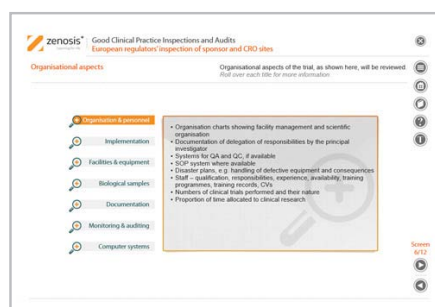 zenosis®
Good Clinical Practice Inspections and Audits
European regulators' inspection of sponsor and CRO sites
Organisational aspects
Organisational aspects of the trial, as shown here, will be reviewed.
Roll over each title for more information.
Organisation & personnel
Implementation
Facilities & equipment
Biological samples
Documentation
Monitoring & auditing
Computer systems
• Organisation charts showing facility management and scientific
organisation
• Documentation of delegation of responsibilities by the principal
investigator
• Systems for QA and QC, if available
• SOP system where available
• Disaster plans, e.g. handling of defective equipment and consequences
• Staff – qualification, responsibilities, experience, availability, training
programmes, training records, CVs
• Numbers of clinical trials performed and their nature
• Proportion of time allocated to clinical research
Screen
6/12